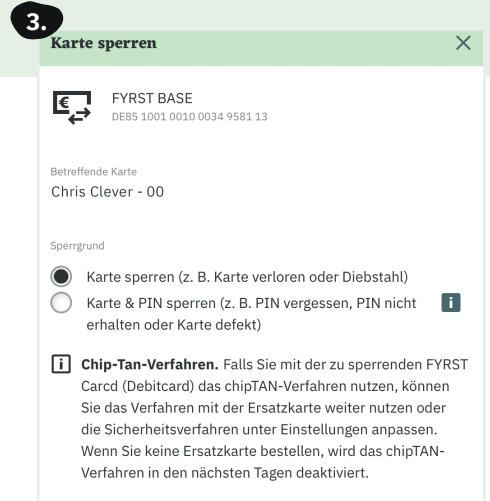 3.
Karte sperren
FYRST BASE
DE85 1001 0010 0034 9581 13
Betreffende Karte
Chris Clever - 00
Sperrgrund
Karte sperren (z. B. Karte verloren oder Diebstahl)
Karte & PIN sperren (z. B. PIN vergessen, PIN nicht
erhalten oder Karte defekt)
Chip-Tan-Verfahren. Falls Sie mit der zu sperrenden FYRST
Carcd (Debitcard) das chipTAN-Verfahren nutzen, können
Sie das Verfahren mit der Ersatzkarte weiter nutzen oder
die Sicherheitsverfahren unter Einstellungen anpassen.
Wenn Sie keine Ersatzkarte bestellen, wird das chipTAN-
Verfahren in den nächsten Tagen deaktiviert.